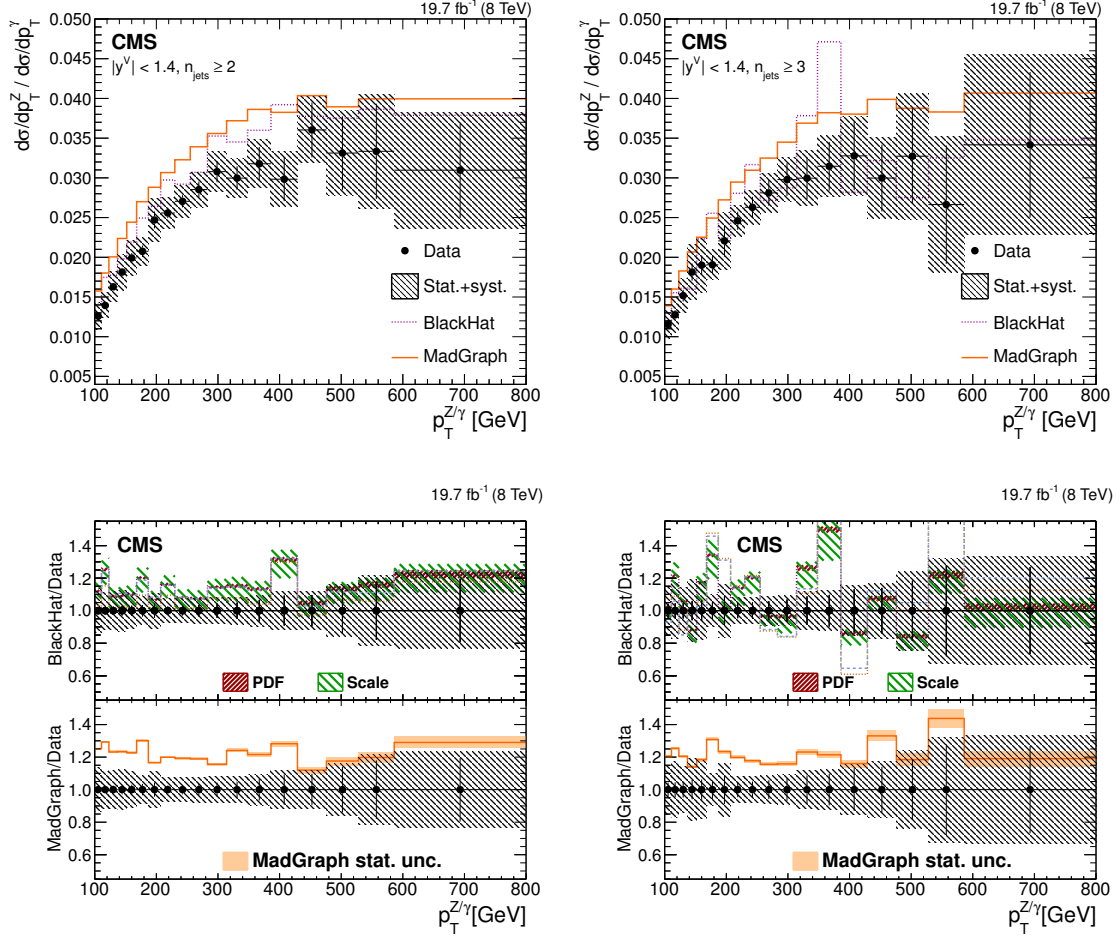 19.7 fb⁻¹ (8 TeV)
dσ/dp_T^Z / dσ/dp_T^γ
CMS
|y^V| < 1.4, n_jets ≥ 2
0.050
0.045
0.040
0.035
0.030
0.025
0.020
0.015
0.010
0.005
Data
Stat.+syst.
BlackHat
MadGraph
100 200 300 400 500 600 700 800
p_T^{Z/γ} [GeV]
19.7 fb⁻¹ (8 TeV)
dσ/dp_T^Z / dσ/dp_T^γ
CMS
|y^V| < 1.4, n_jets ≥ 3
0.050
0.045
0.040
0.035
0.030
0.025
0.020
0.015
0.010
0.005
Data
Stat.+syst.
BlackHat
MadGraph
100 200 300 400 500 600 700 800
p_T^{Z/γ} [GeV]
19.7 fb⁻¹ (8 TeV)
BlackHat/Data
CMS
1.4
1.2
1.0
0.8
0.6
PDF Scale
MadGraph/Data
1.4
1.2
1.0
0.8
0.6
MadGraph stat. unc.
100 200 300 400 500 600 700 800
p_T^{Z/γ} [GeV]
19.7 fb⁻¹ (8 TeV)
BlackHat/Data
CMS
1.4
1.2
1.0
0.8
0.6
PDF Scale
MadGraph/Data
1.4
1.2
1.0
0.8
0.6
MadGraph stat. unc.
100 200 300 400 500 600 700 800
p_T^{Z/γ} [GeV]